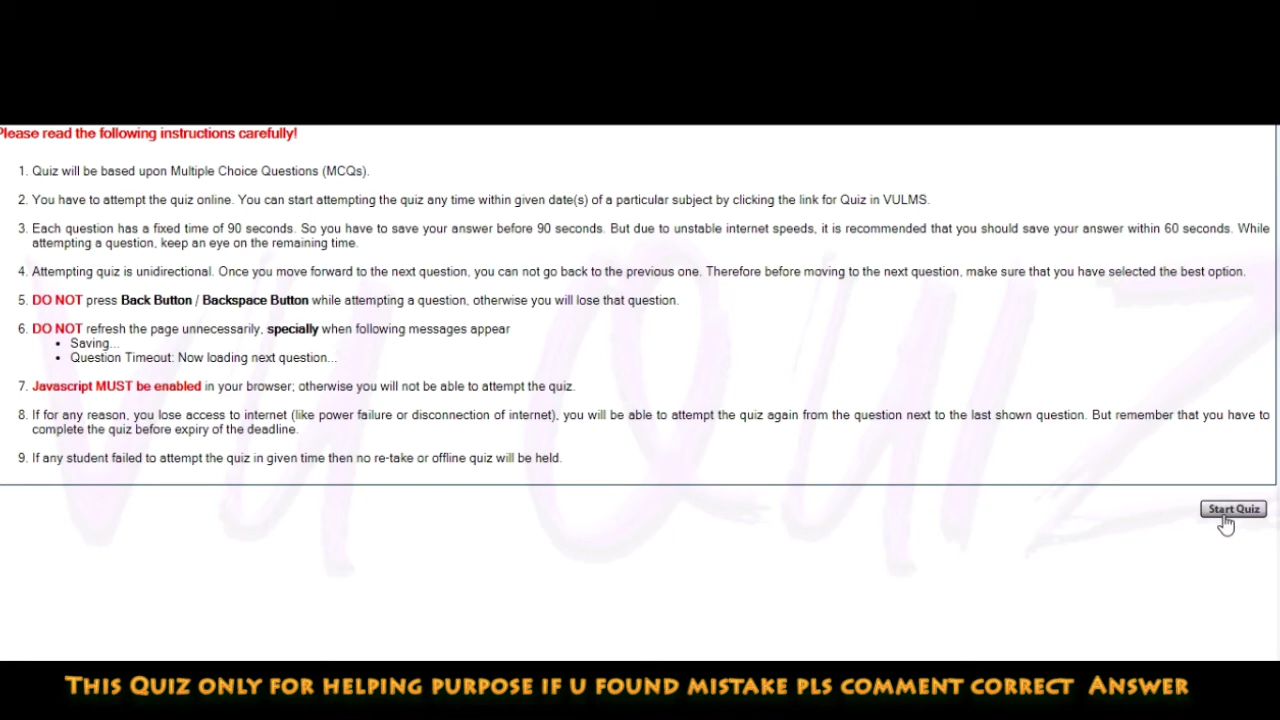 Please read the following instructions carefully!
1. Quiz will be based upon Multiple Choice Questions (MCQs).
2. You have to attempt the quiz online. You can start attempting the quiz any time within given date(s) of a particular subject by clicking the link for Quiz in VULMS.
3. Each question has a fixed time of 90 seconds. So you have to save your answer before 90 seconds. But due to unstable internet speeds, it is recommended that you should save your answer within 60 seconds. While
attempting a question, keep an eye on the remaining time.
4. Attempting quiz is unidirectional. Once you move forward to the next question, you can not go back to the previous one. Therefore before moving to the next question, make sure that you have selected the best option.
5. DO NOT press Back Button / Backspace Button while attempting a question, otherwise you will lose that question.
6. DO NOT refresh the page unnecessarily, specially when following messages appear
• Saving...
• Question Timeout: Now loading next question...
7. Javascript MUST be enabled in your browser; otherwise you will not be able to attempt the quiz.
8. If for any reason, you lose access to internet (like power failure or disconnection of internet), you will be able to attempt the quiz again from the question next to the last shown question. But remember that you have to
complete the quiz before expiry of the deadline.
9. If any student failed to attempt the quiz in given time then no re-take or offline quiz will be held.
Start Quiz
Vu Quiz
This Quiz only for helping purpose if u found mistake pls comment correct Answer